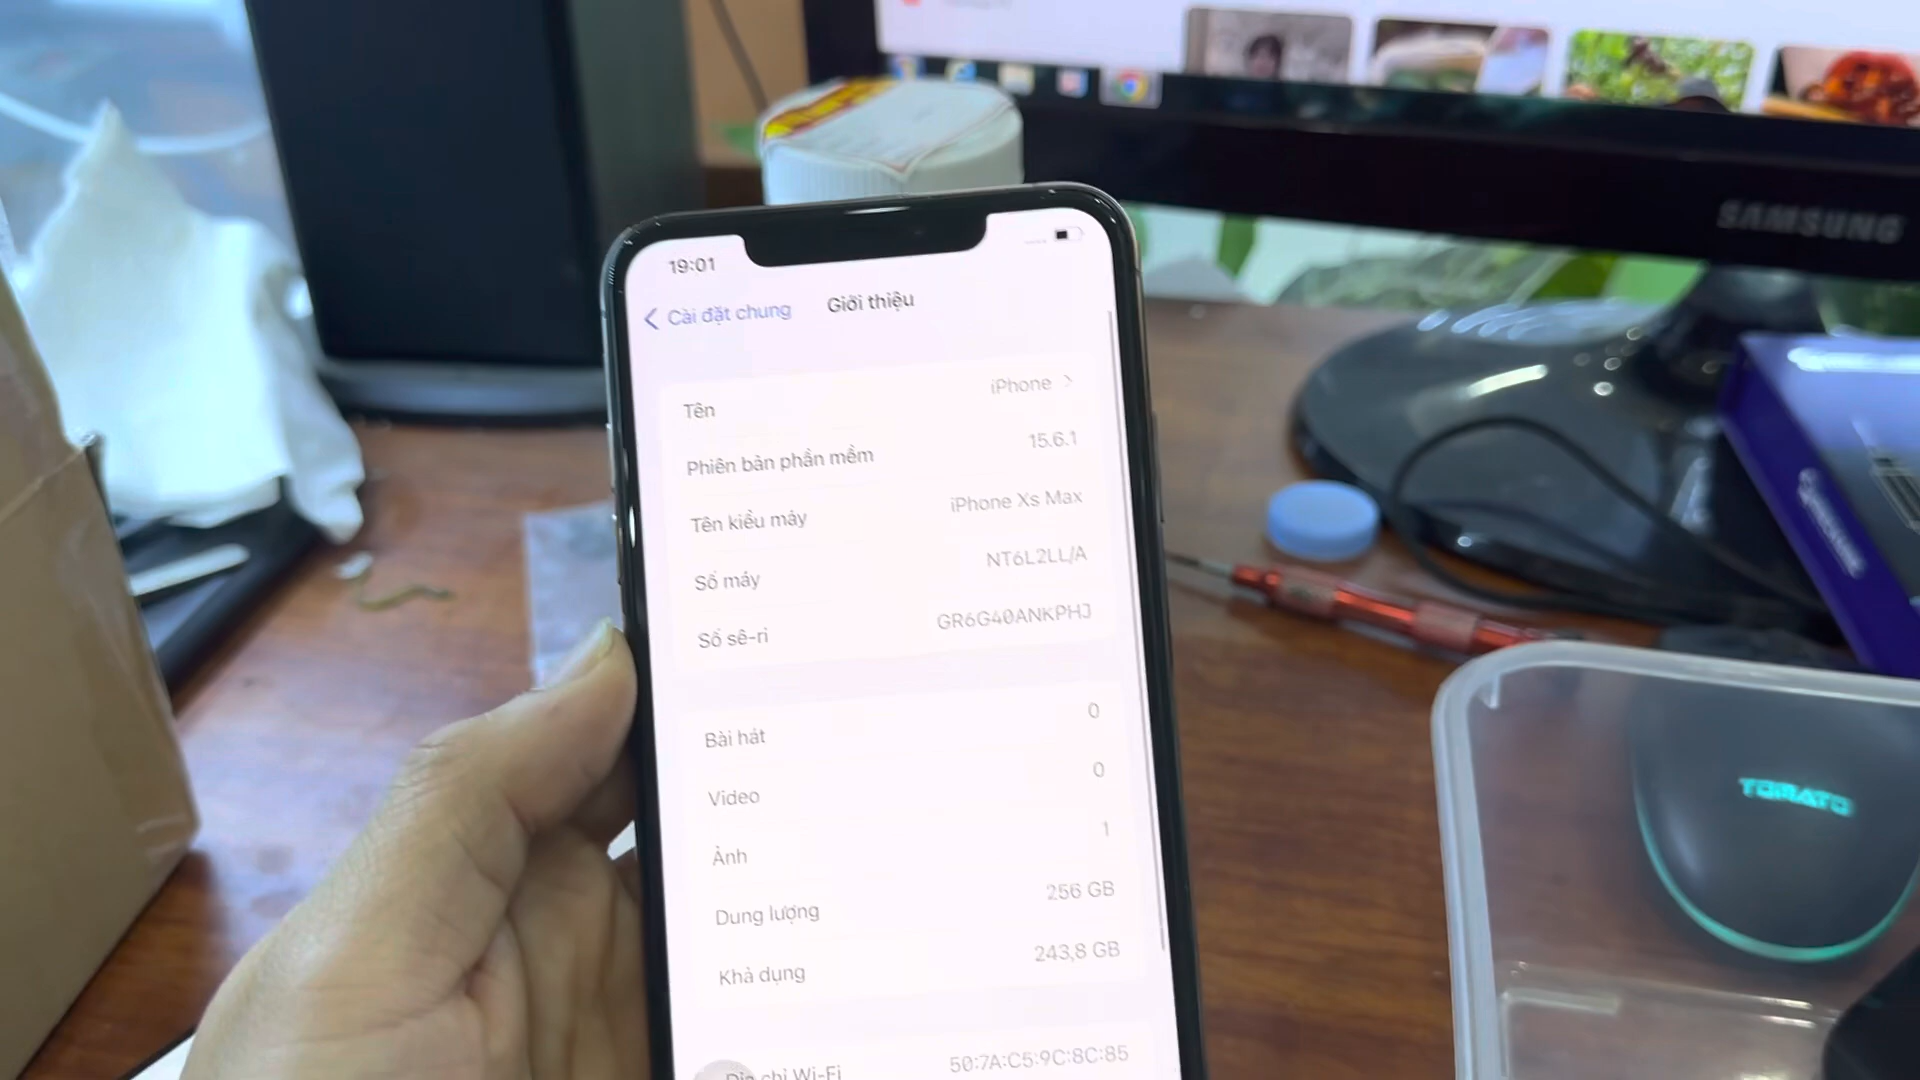 SAMSUNG
19:01
Cài đặt chung
Giới thiệu
Tên
iPhone
Phiên bản phần mềm
15.6.1
Tên kiểu máy
iPhone Xs Max
Số máy
NT6L2LL/A
Số sê-ri
GR6G40ANKPHJ
Bài hát
0
Video
0
Ảnh
1
Dung lượng
256 GB
Khả dụng
243,8 GB
Địa chỉ Wi-Fi
50:7A:C5:9C:8C:85
TOMATO